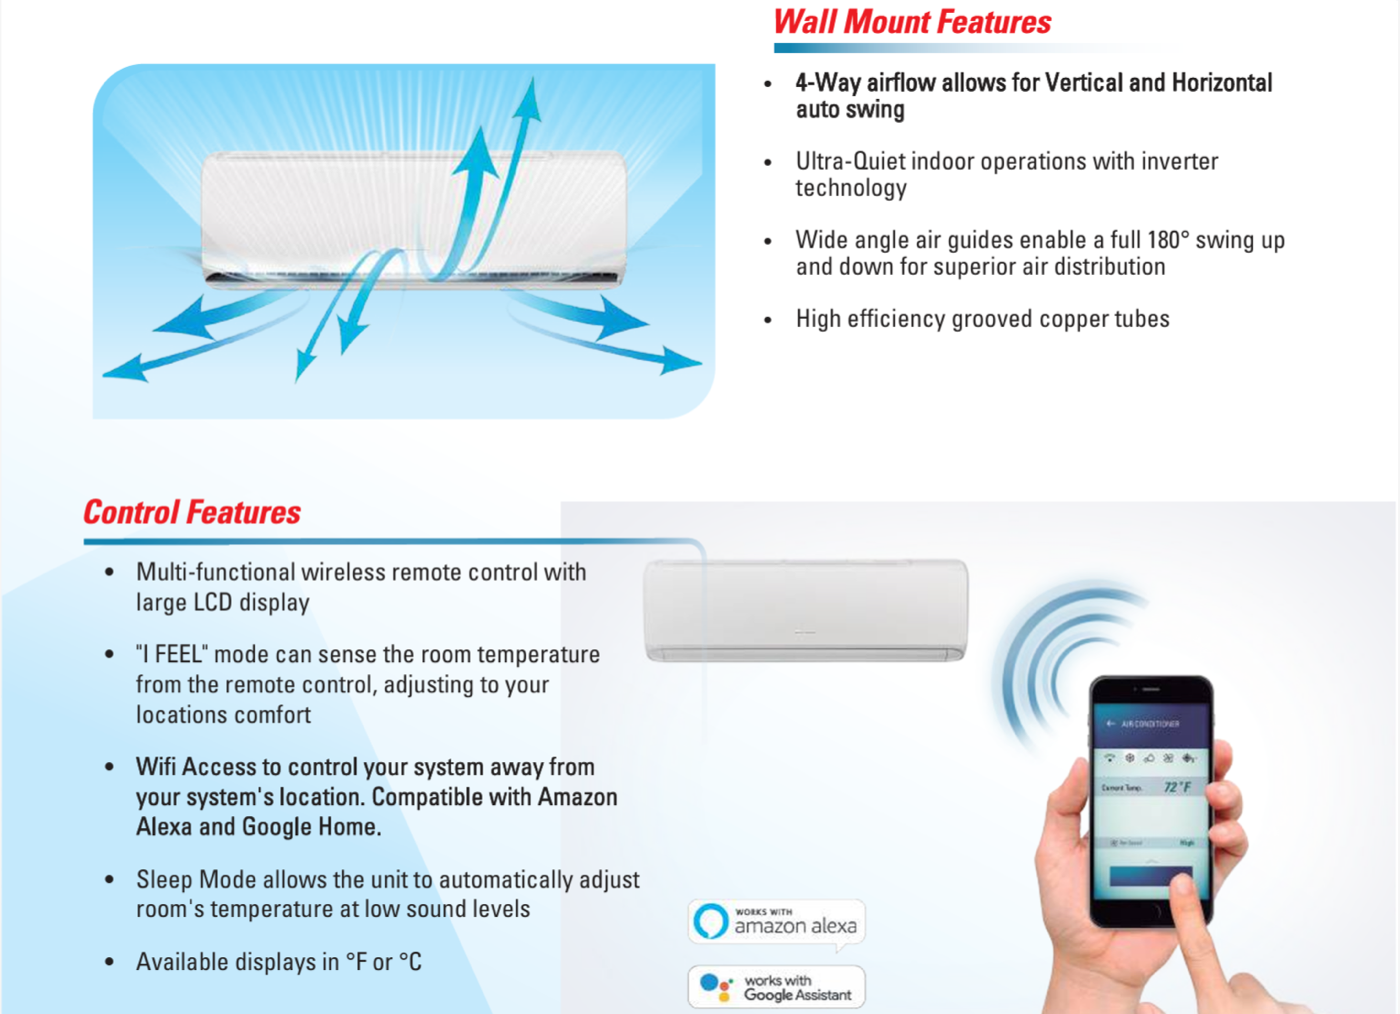 Wall Mount Features
• 4-Way airflow allows for Vertical and Horizontal
auto swing
• Ultra-Quiet indoor operations with inverter
technology
• Wide angle air guides enable a full 180° swing up
and down for superior air distribution
• High efficiency grooved copper tubes
Control Features
• Multi-functional wireless remote control with
large LCD display
• "I FEEL" mode can sense the room temperature
from the remote control, adjusting to your
locations comfort
• Wifi Access to control your system away from
your system's location. Compatible with Amazon
Alexa and Google Home.
• Sleep Mode allows the unit to automatically adjust
room's temperature at low sound levels
• Available displays in °F or °C
AIR CONDITIONER
Current Temp. 72°F
Fan Speed High
WORKS WITH
amazon alexa
works with
Google Assistant